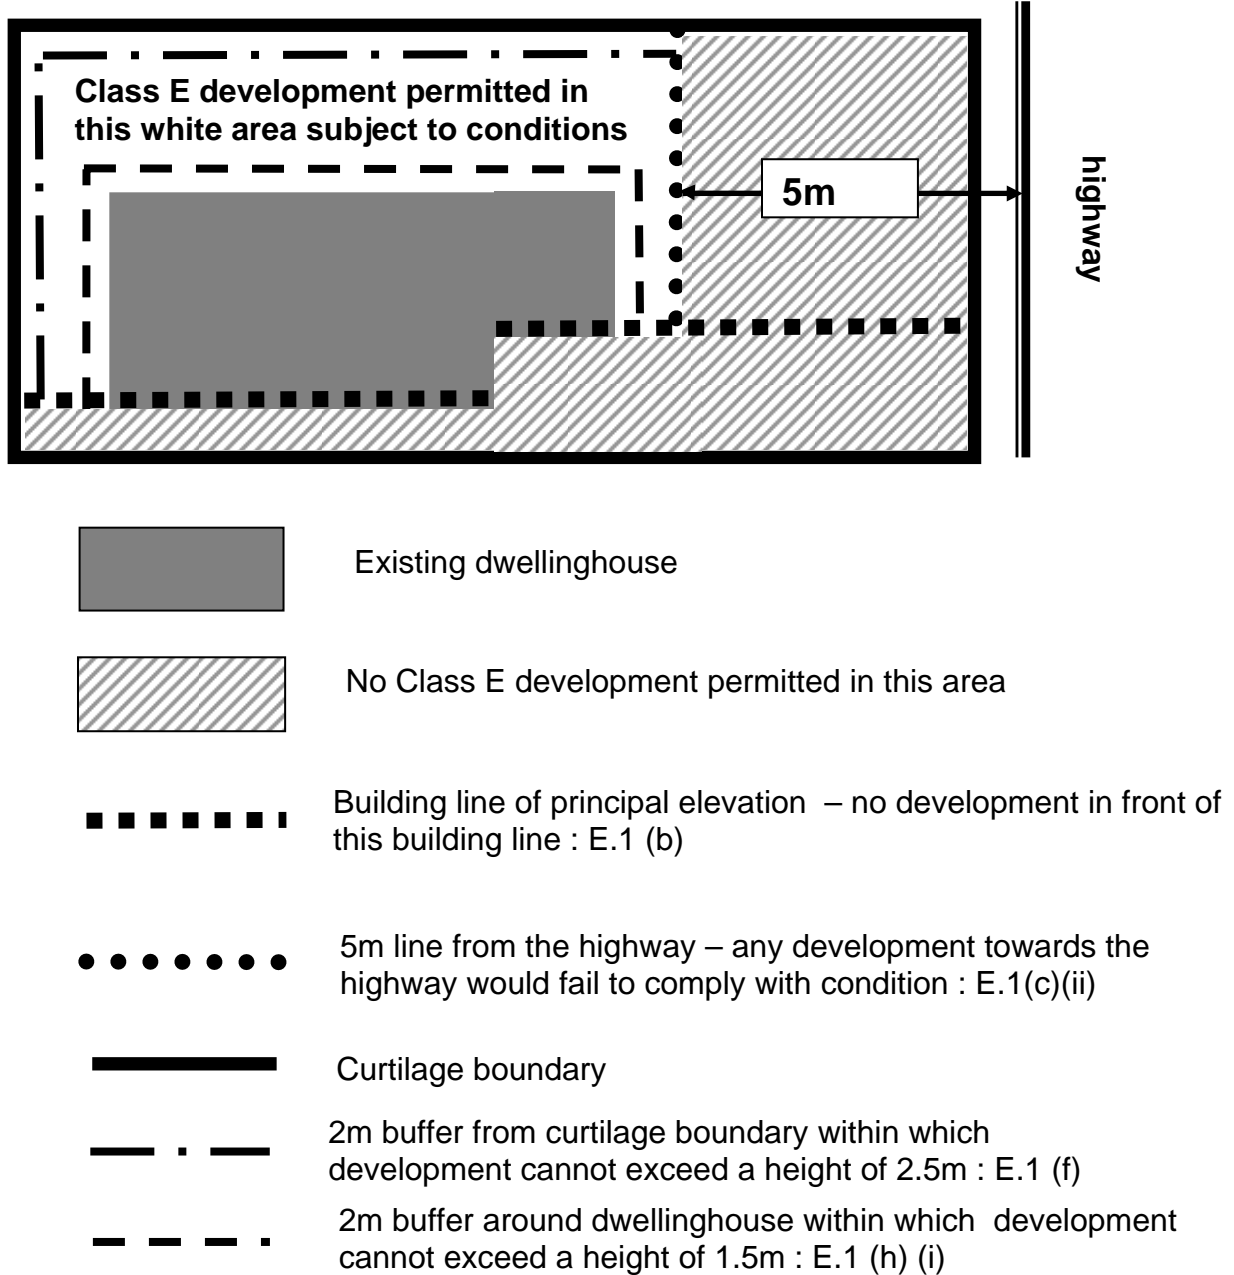 Class E development permitted in
this white area subject to conditions
5m
highway
Existing dwellinghouse
No Class E development permitted in this area
Building line of principal elevation – no development in front of
this building line : E.1 (b)
5m line from the highway – any development towards the
highway would fail to comply with condition : E.1(c)(ii)
Curtilage boundary
2m buffer from curtilage boundary within which
development cannot exceed a height of 2.5m : E.1 (f)
2m buffer around dwellinghouse within which development
cannot exceed a height of 1.5m : E.1 (h) (i)